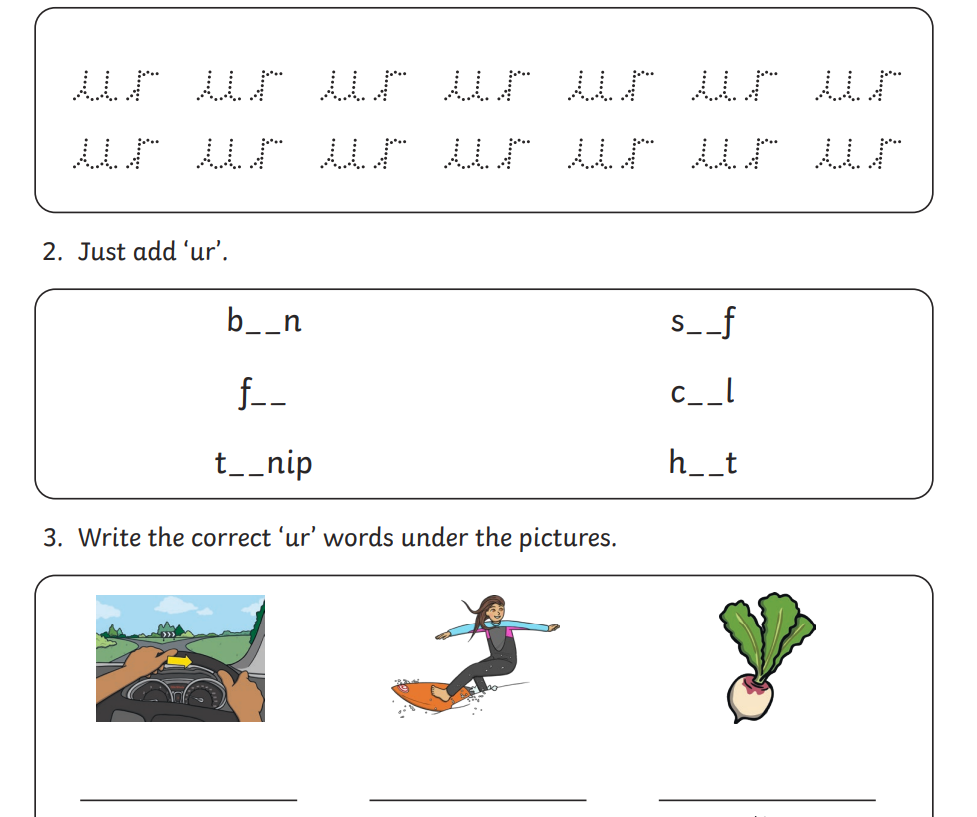 ur ur ur ur ur ur ur
ur ur ur ur ur ur ur
2. Just add ‘ur’.
b__n s__f
f__ c__l
t__nip h__t
3. Write the correct ‘ur’ words under the pictures.